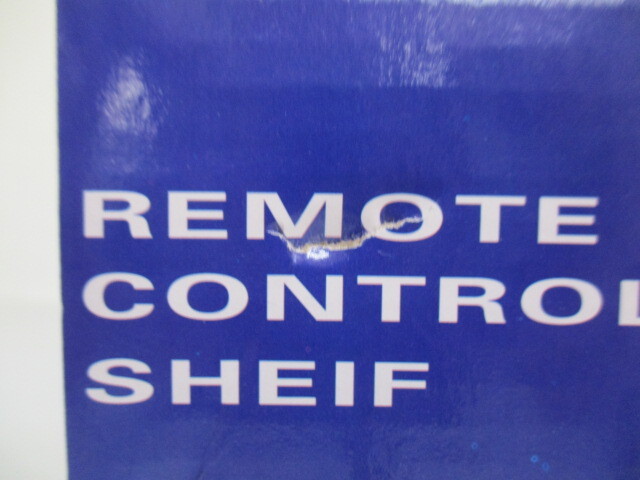 REMOTE
CONTROL
SHEIF